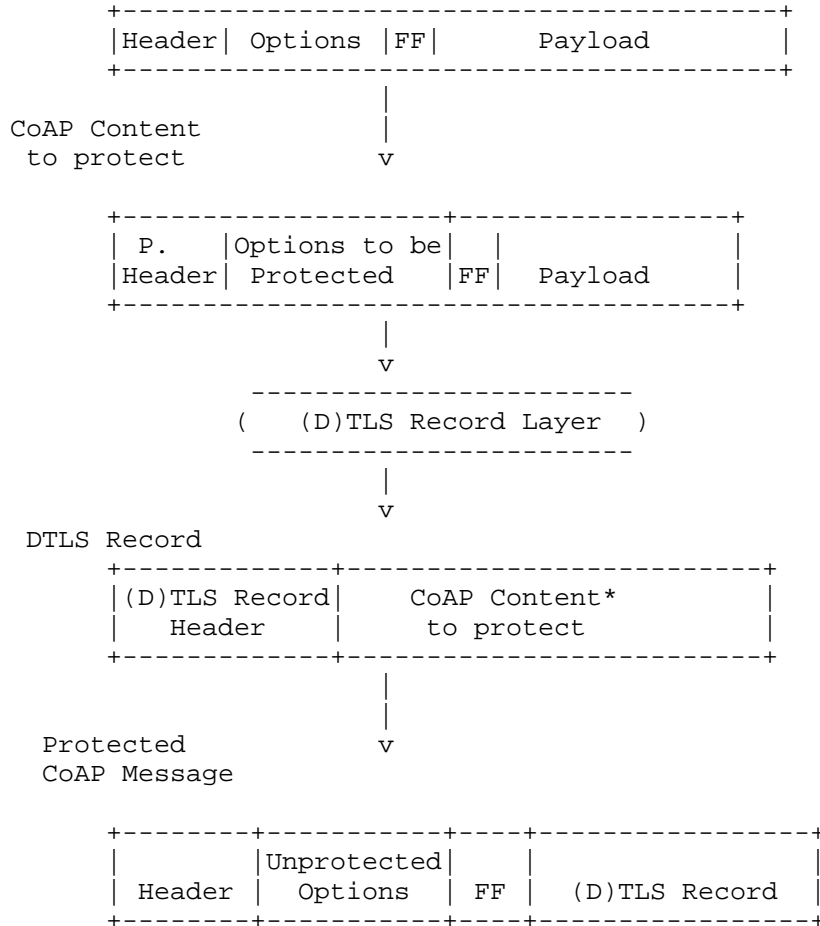 |Header| Options |FF| Payload |
CoAP Content
to protect v
| P. |Options to be| | |
|Header| Protected |FF| Payload |
v
( (D)TLS Record Layer )
v
DTLS Record
|(D)TLS Record| CoAP Content* |
| Header | to protect |
Protected v
CoAP Message
| |Unprotected| | |
| Header | Options | FF | (D)TLS Record |